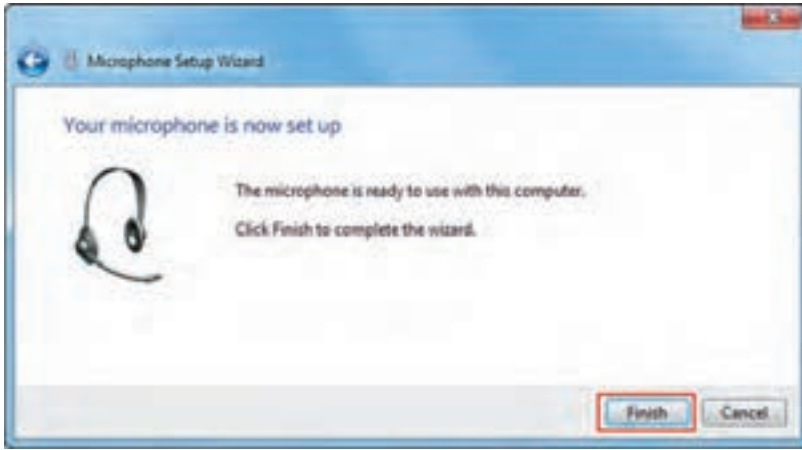 Microphone Setup Wizard
Your microphone is now set up
The microphone is ready to use with this computer.
Click Finish to complete the wizard.
Finish
Cancel